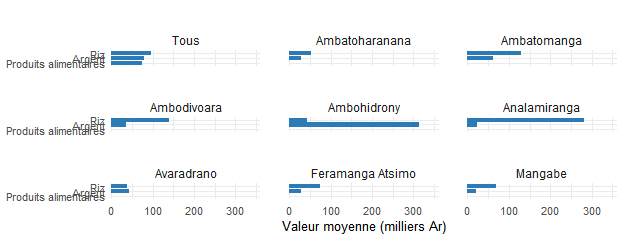 Tous
Ambatoharanana
Ambatomanga
Riz
Argent
Produits alimentaires
Ambodivoara
Ambohidrony
Analamiranga
Riz
Argent
Produits alimentaires
Avaradrano
Feramanga Atsimo
Mangabe
Riz
Argent
Produits alimentaires
0 100 200 300 0 100 200 300 0 100 200 300
Valeur moyenne (milliers Ar)